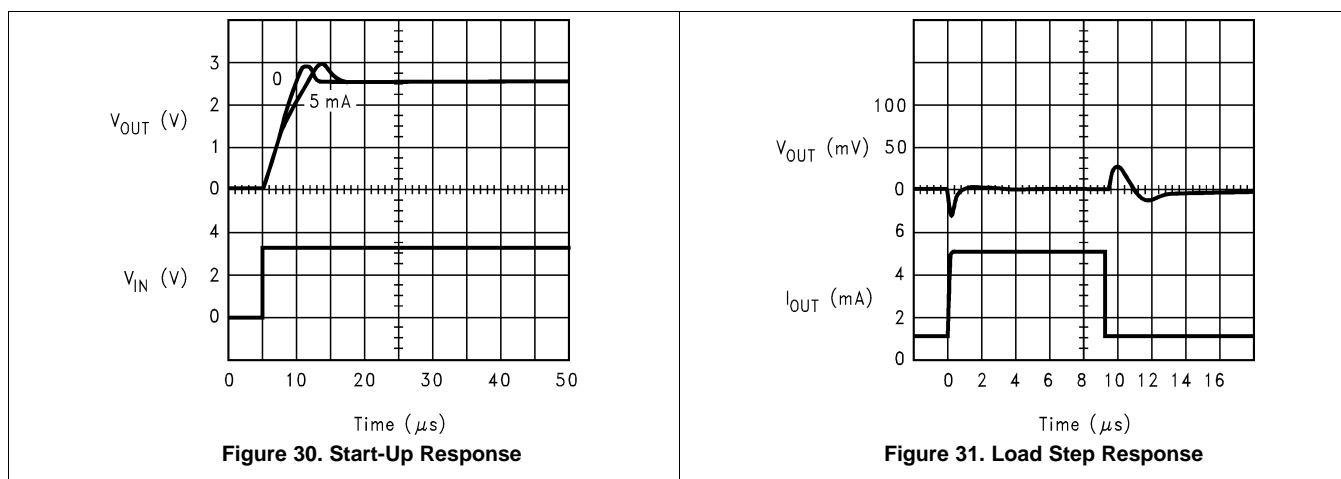 3
2
1
0
V_OUT (V)
0
5 mA
4
2
0
V_IN (V)
0 10 20 30 40 50
Time (μs)
Figure 30. Start-Up Response
100
50
0
V_OUT (mV)
6
4
2
0
I_OUT (mA)
0 2 4 6 8 10 12 14 16
Time (μs)
Figure 31. Load Step Response